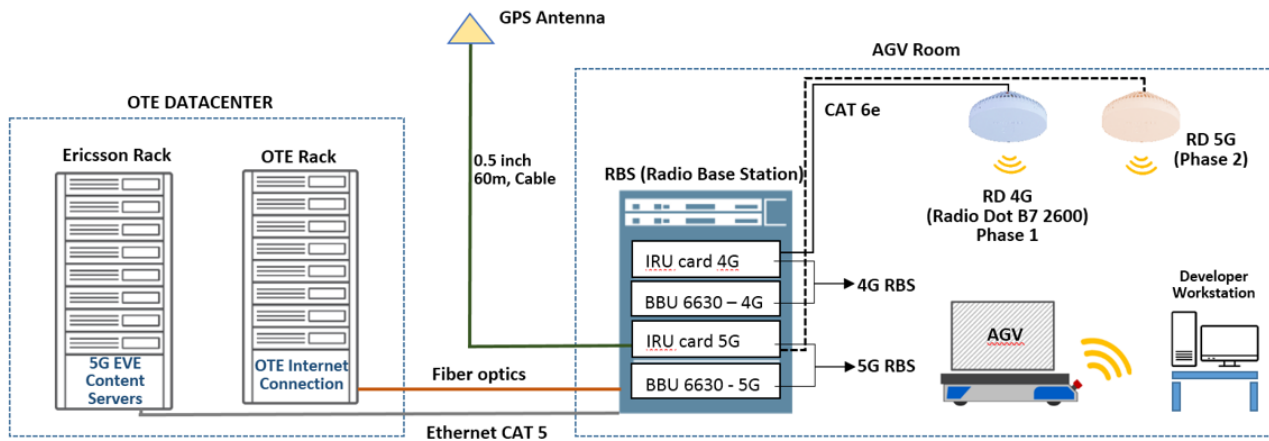 GPS Antenna
AGV Room
OTE DATACENTER
Ericsson Rack
OTE Rack
5G EVE
Content
Servers
OTE Internet
Connection
0.5 inch
60m, Cable
Fiber optics
Ethernet CAT 5
RBS (Radio Base Station)
IRU card 4G
BBU 6630 – 4G
IRU card 5G
BBU 6630 - 5G
4G RBS
5G RBS
CAT 6e
RD 4G
(Radio Dot B7 2600)
Phase 1
RD 5G
(Phase 2)
AGV
Developer
Workstation